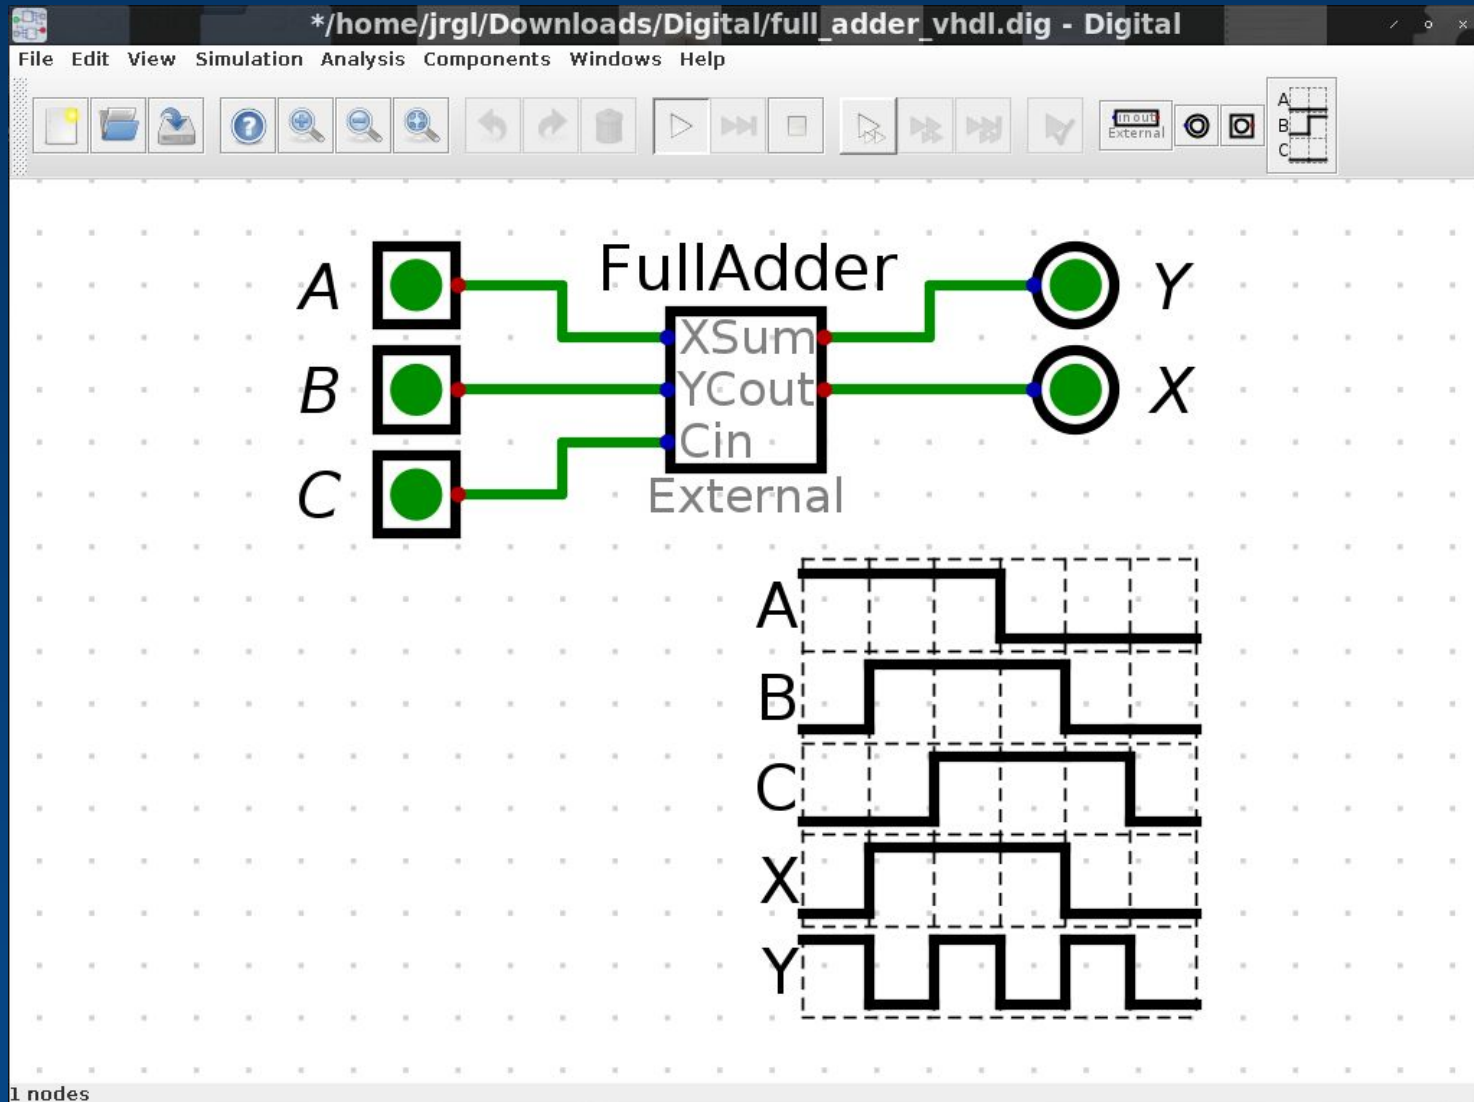 */home/jrgl/Downloads/Digital/full_adder_vhdl.dig - Digital
File Edit View Simulation Analysis Components Windows Help
in out
External
A
B
C
FullAdder
A
B
C
XSum
YCout
Cin
External
Y
X
A
B
C
X
Y
1 nodes